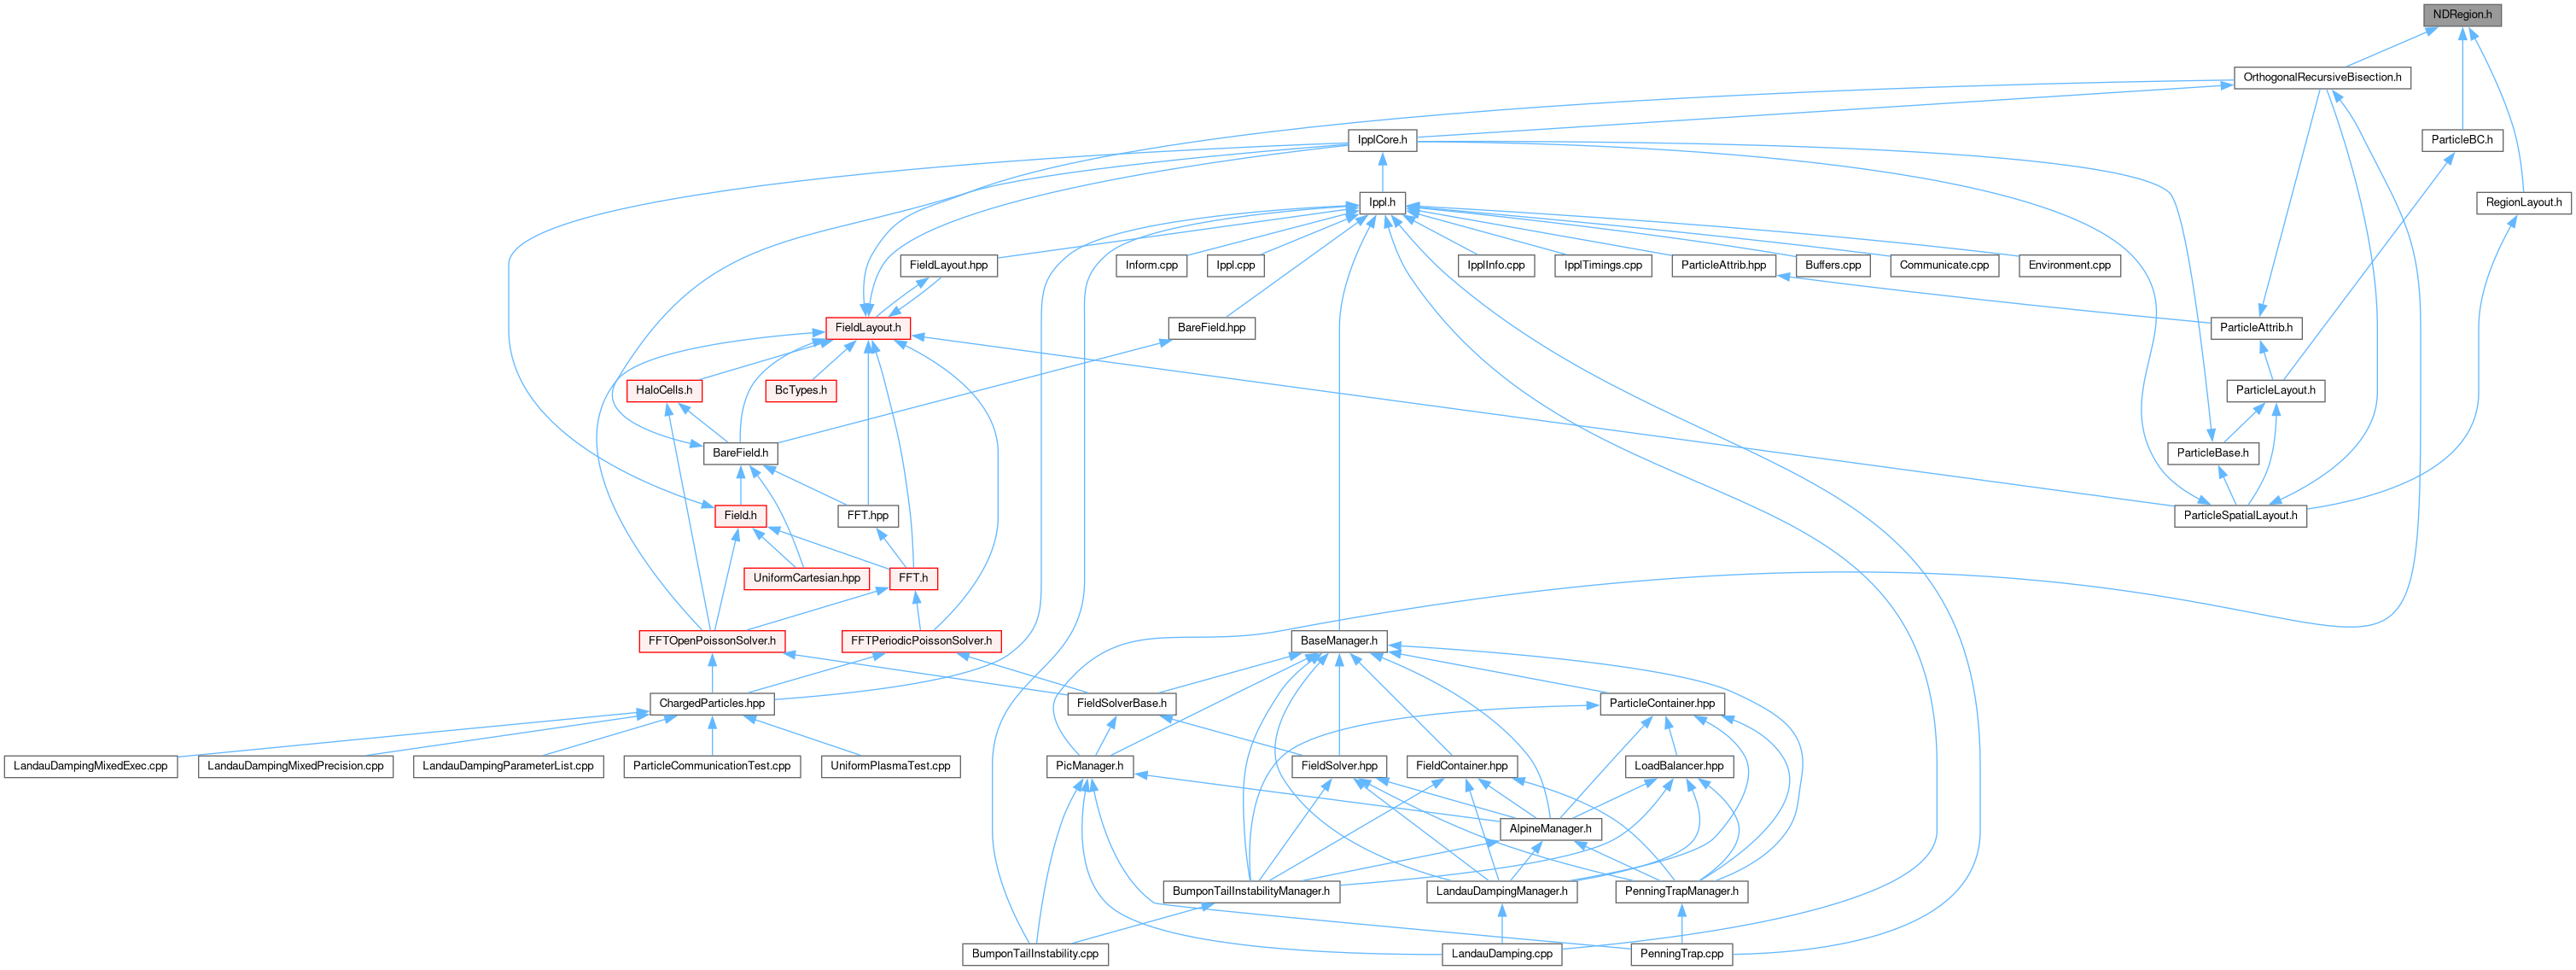 NDRegion.h
OrthogonalRecursiveBisection.h
IpplCore.h
ParticleBC.h
Ippl.h
RegionLayout.h
FieldLayout.hpp
Inform.cpp
Ippl.cpp
IpplInfo.cpp
IpplTimings.cpp
ParticleAttrib.hpp
Buffers.cpp
Communicate.cpp
Environment.cpp
FieldLayout.h
BareField.hpp
ParticleAttrib.h
HaloCells.h
BcTypes.h
ParticleLayout.h
BareField.h
ParticleBase.h
Field.h
FFT.hpp
ParticleSpatialLayout.h
UniformCartesian.hpp
FFT.h
FFTOpenPoissonSolver.h
FFTPeriodicPoissonSolver.h
BaseManager.h
ChargedParticles.hpp
FieldSolverBase.h
ParticleContainer.hpp
LandauDampingMixedExec.cpp
LandauDampingMixedPrecision.cpp
LandauDampingParameterList.cpp
ParticleCommunicationTest.cpp
UniformPlasmaTest.cpp
PicManager.h
FieldSolver.hpp
FieldContainer.hpp
LoadBalancer.hpp
AlpineManager.h
BumponTailInstabilityManager.h
LandauDampingManager.h
PenningTrapManager.h
BumponTailInstability.cpp
LandauDamping.cpp
PenningTrap.cpp